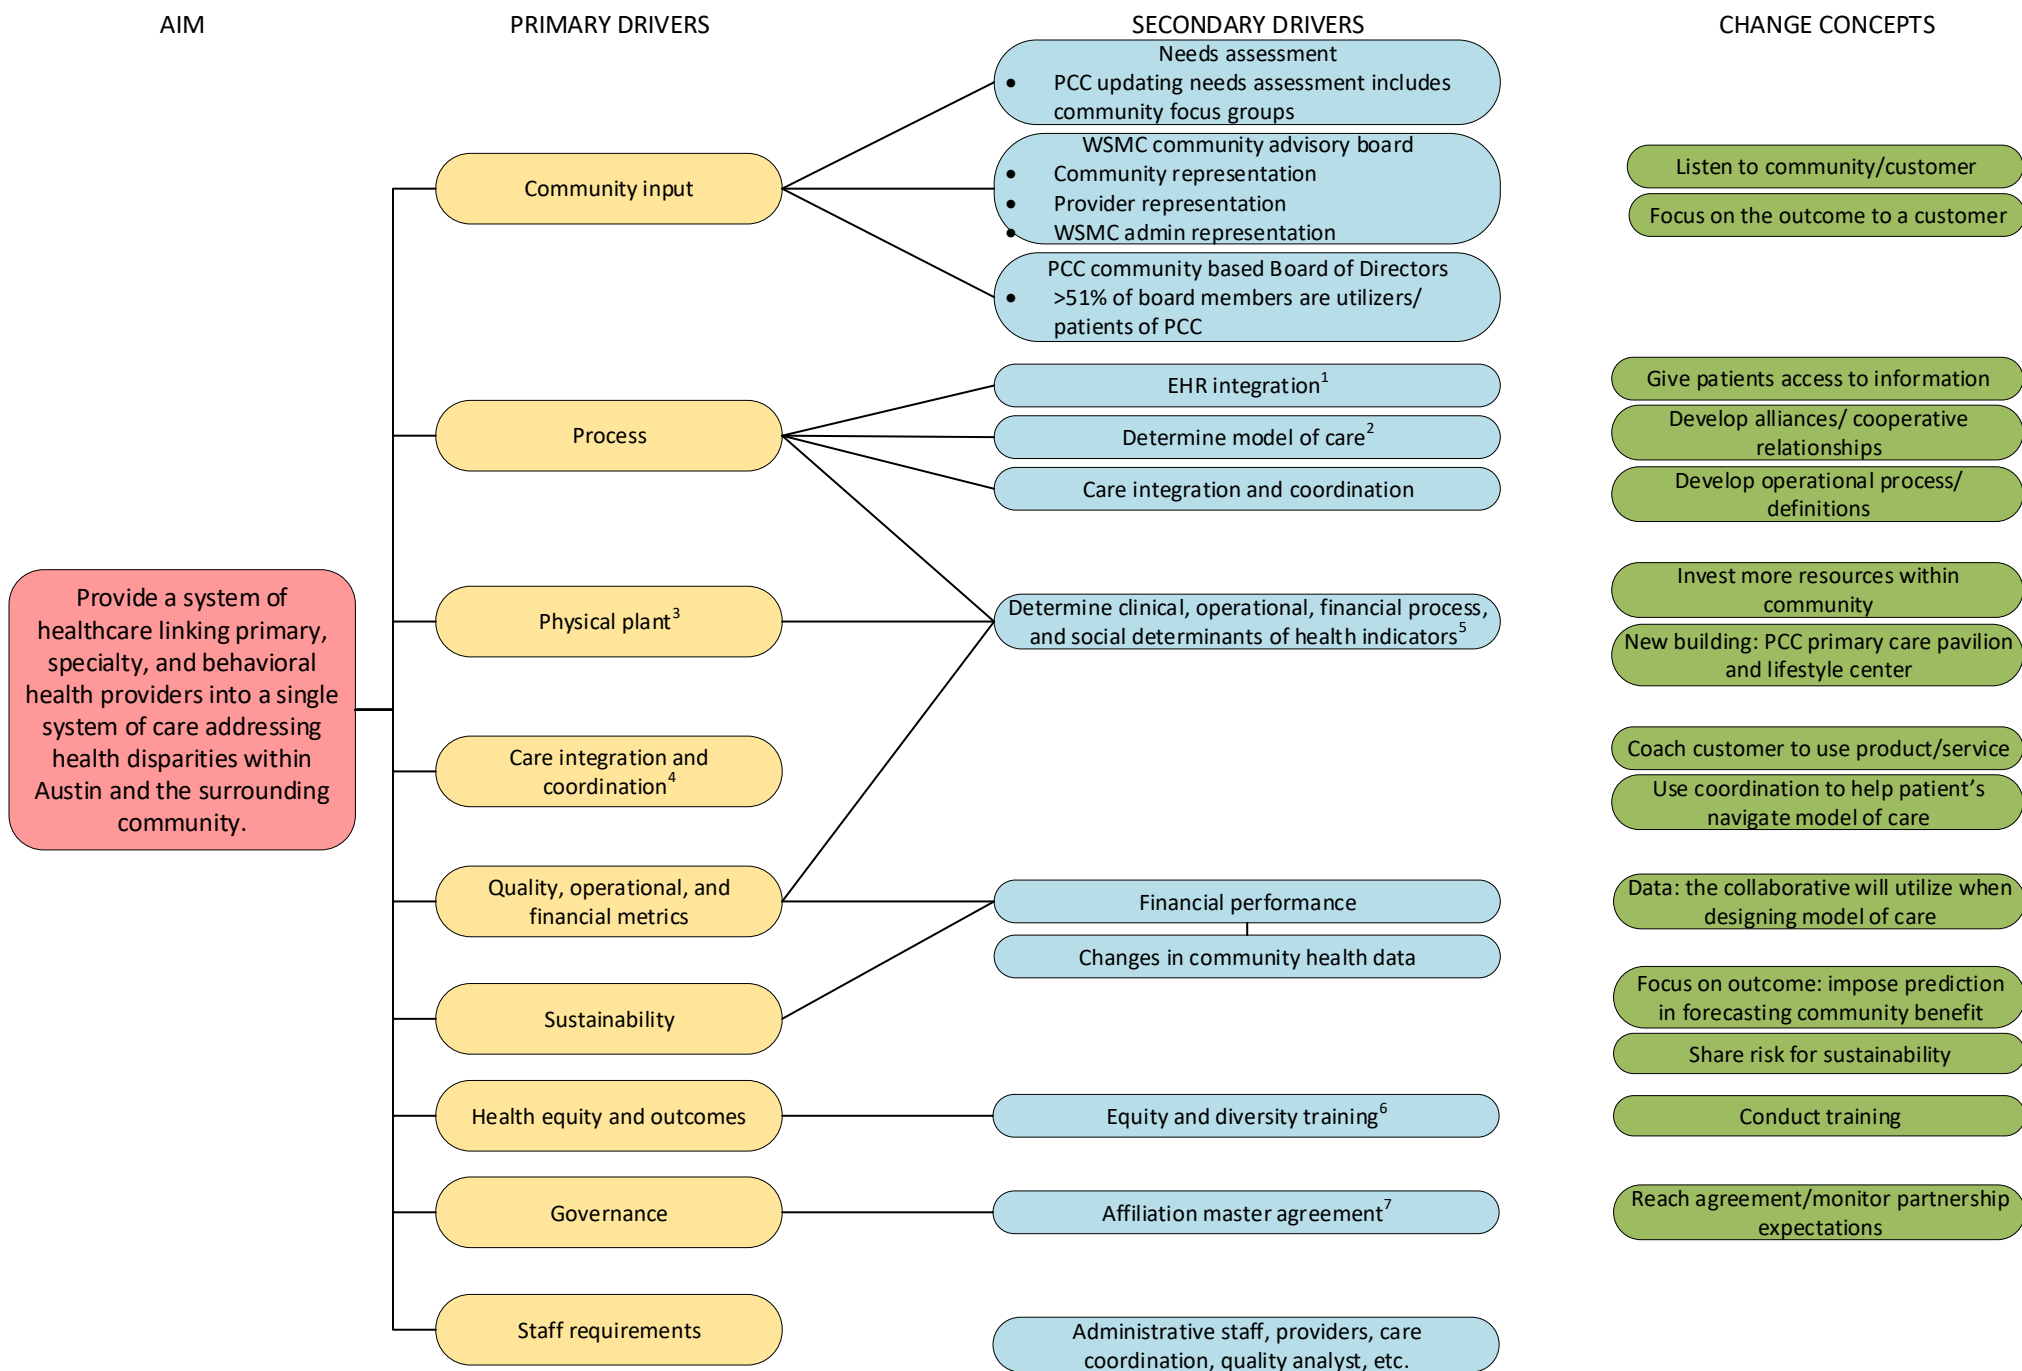 AIM
PRIMARY DRIVERS
SECONDARY DRIVERS
CHANGE CONCEPTS
Provide a system of
healthcare linking primary,
specialty, and behavioral
health providers into a single
system of care addressing
health disparities within
Austin and the surrounding
community.
Community input
Process
Physical plant3
Care integration and
coordination4
Quality, operational, and
financial metrics
Sustainability
Health equity and outcomes
Governance
Staff requirements
Needs assessment
• PCC updating needs assessment includes
community focus groups
WSMC community advisory board
• Community representation
• Provider representation
• WSMC admin representation
PCC community based Board of Directors
• >51% of board members are utilizers/
patients of PCC
EHR integration1
Determine model of care2
Care integration and coordination
Determine clinical, operational, financial process,
and social determinants of health indicators5
Financial performance
Changes in community health data
Equity and diversity training6
Affiliation master agreement7
Administrative staff, providers, care
coordination, quality analyst, etc.
Listen to community/customer
Focus on the outcome to a customer
Give patients access to information
Develop alliances/ cooperative
relationships
Develop operational process/
definitions
Invest more resources within
community
New building: PCC primary care pavilion
and lifestyle center
Coach customer to use product/service
Use coordination to help patient's
navigate model of care
Data: the collaborative will utilize when
designing model of care
Focus on outcome: impose prediction
in forecasting community benefit
Share risk for sustainability
Conduct training
Reach agreement/monitor partnership
expectations